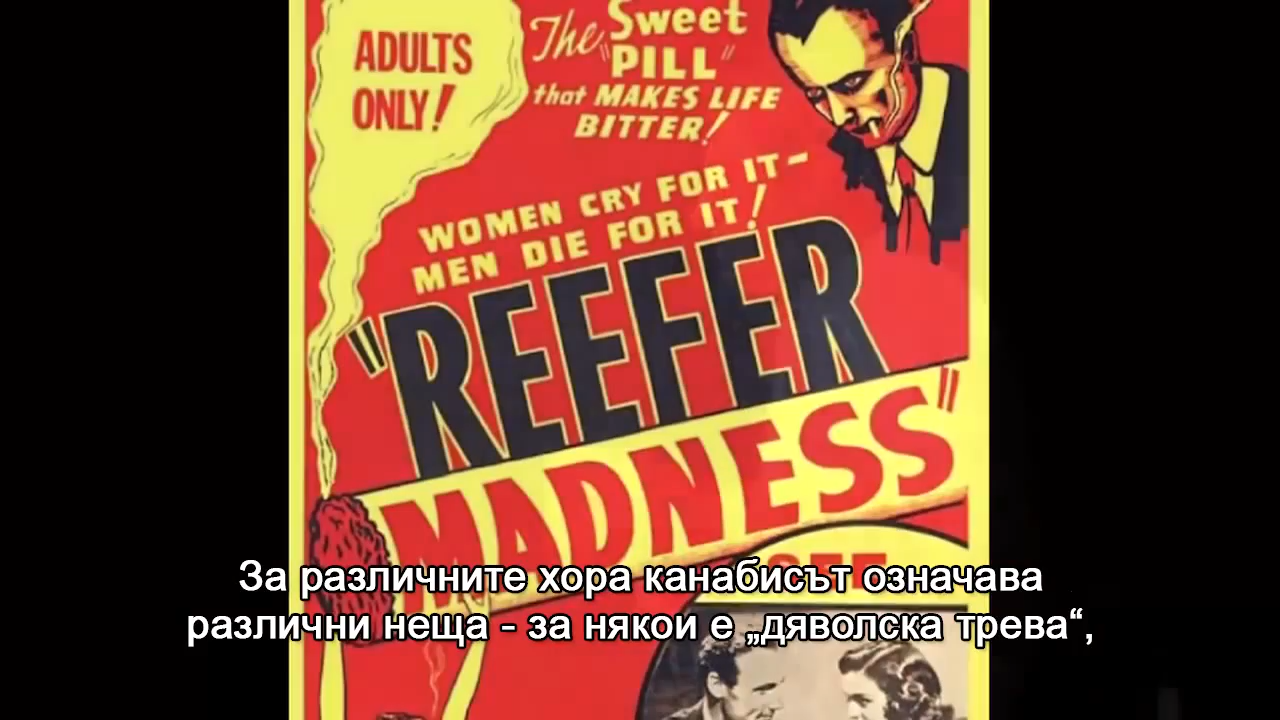 ADULTS
ONLY!
The Sweet
"PILL"
that MAKES LIFE
BITTER!
WOMEN CRY FOR IT-
MEN DIE FOR IT!
"REEFER
MADNESS"
За различните хора канабисът означава
различни неща - за някои е „дяволска трева“,